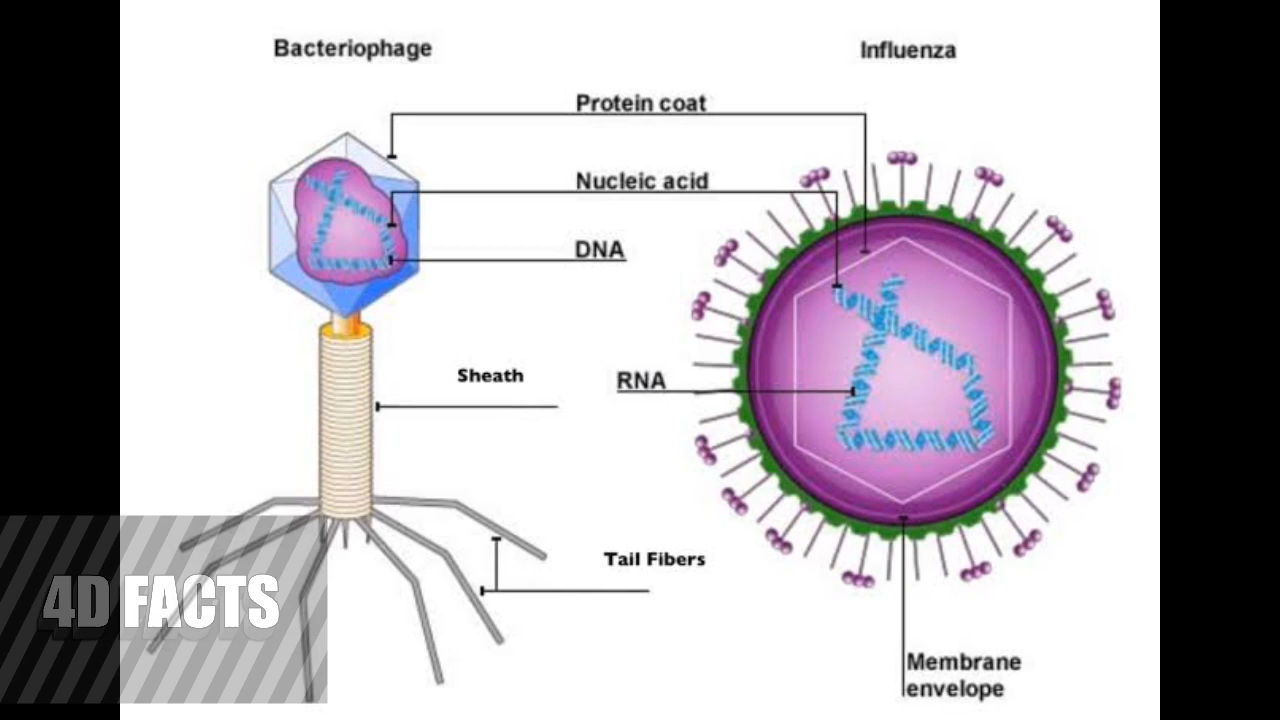 Bacteriophage
Influenza
Protein coat
Nucleic acid
DNA
Sheath
RNA
Tail Fibers
4D FACTS
Membrane
envelope